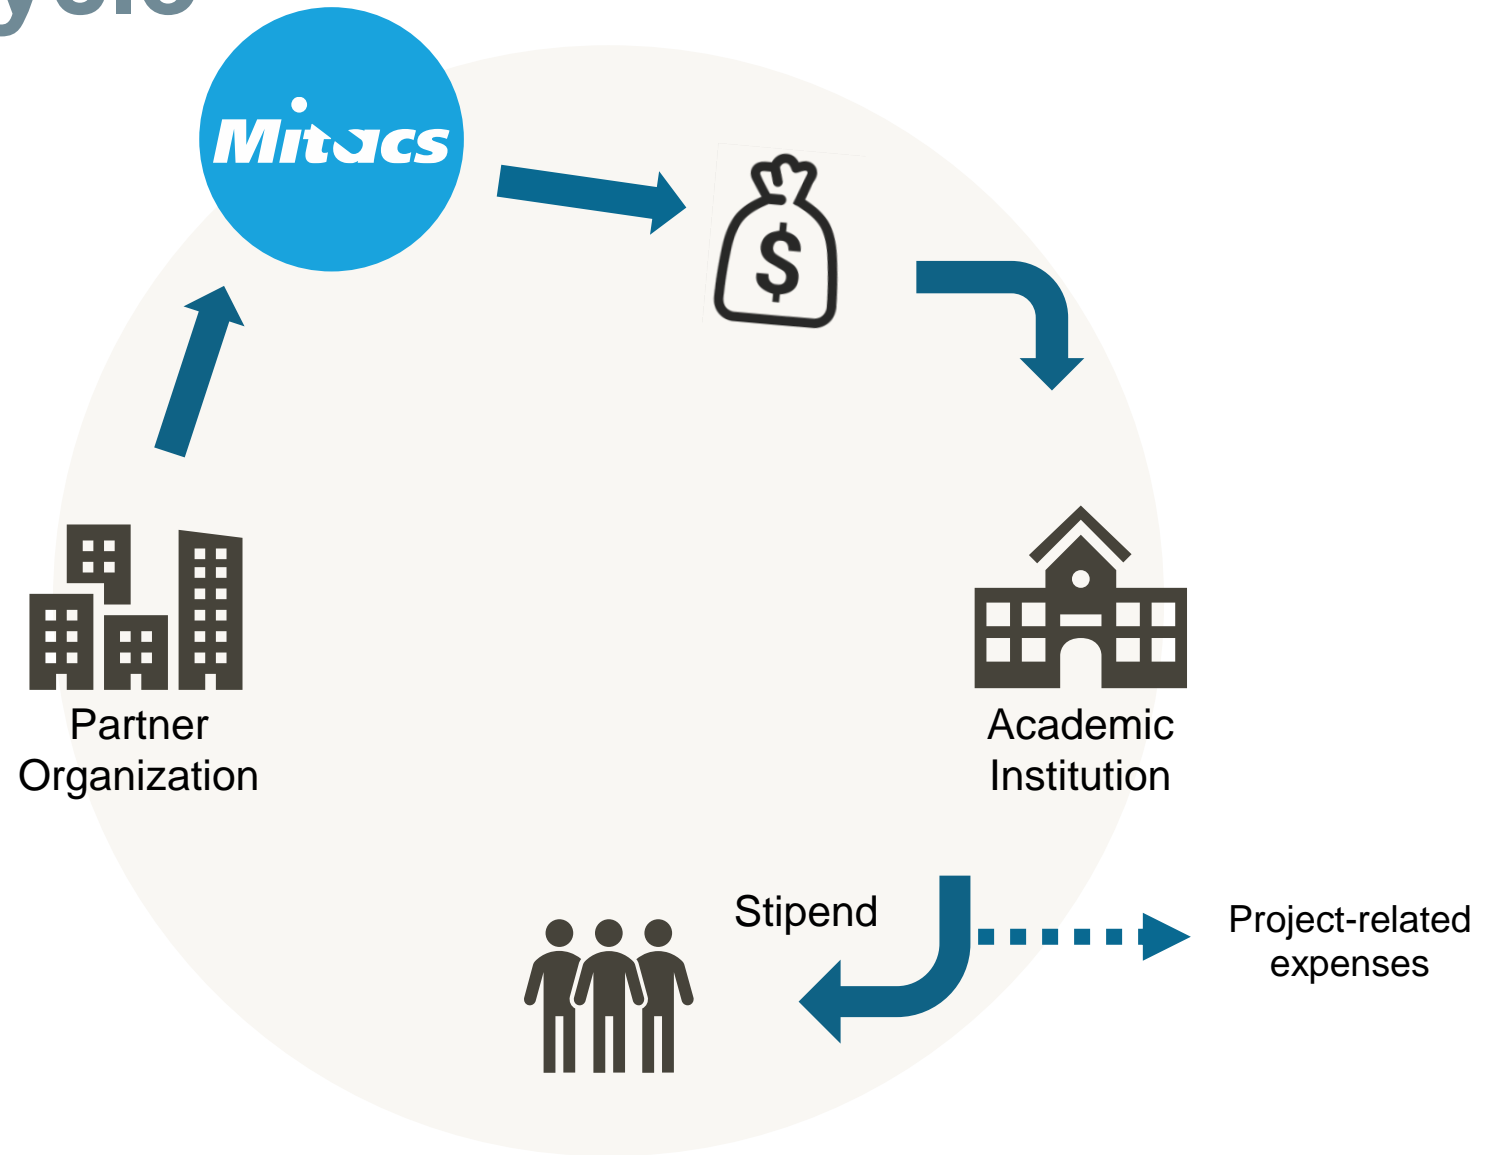 Mitacs
$
Partner
Organization
Academic
Institution
Stipend
Project-related
expenses